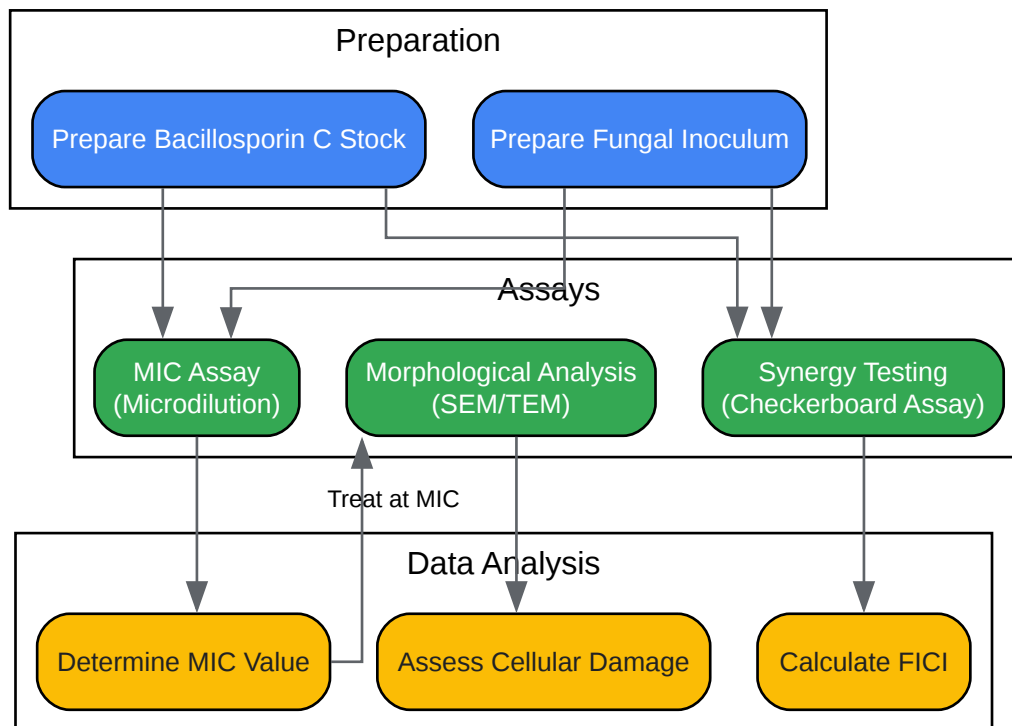 Preparation
Prepare Bacillosporin C Stock
Prepare Fungal Inoculum
Assays
MIC Assay
(Microdilution)
Morphological Analysis
(SEM/TEM)
Synergy Testing
(Checkerboard Assay)
Treat at MIC
Data Analysis
Determine MIC Value
Assess Cellular Damage
Calculate FICI